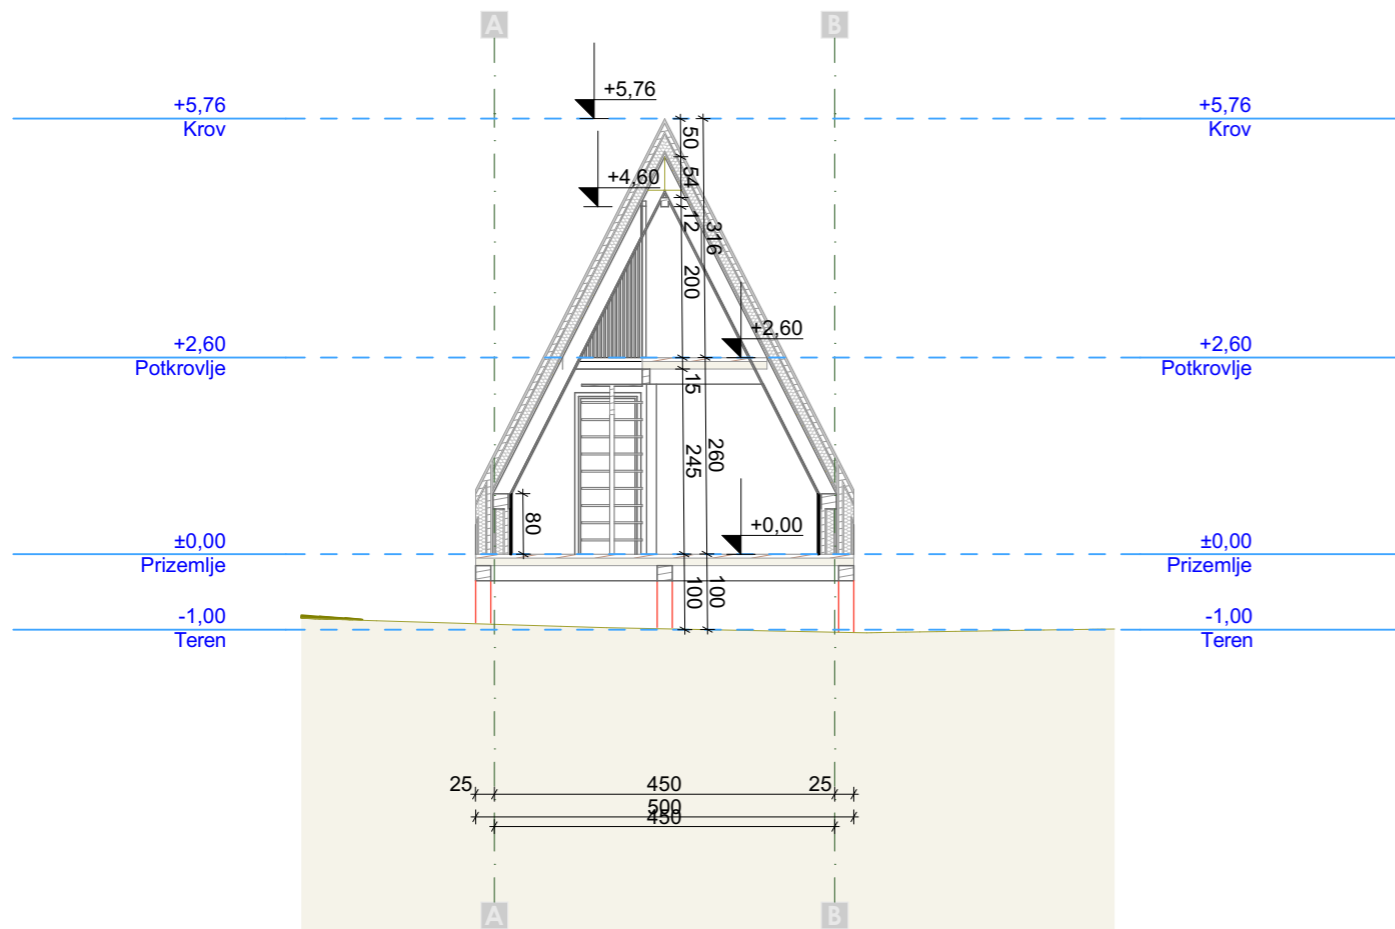 A
B
+5,76
Krov
+5,76
+5,76
Krov
50
54
+4,60
12
316
200
+2,60
Potkrovlje
+2,60
+2,60
Potkrovlje
15
260
245
80
+0,00
±0,00
Prizemlje
±0,00
Prizemlje
100
100
-1,00
Teren
-1,00
Teren
25
450
25
500
450
A
B